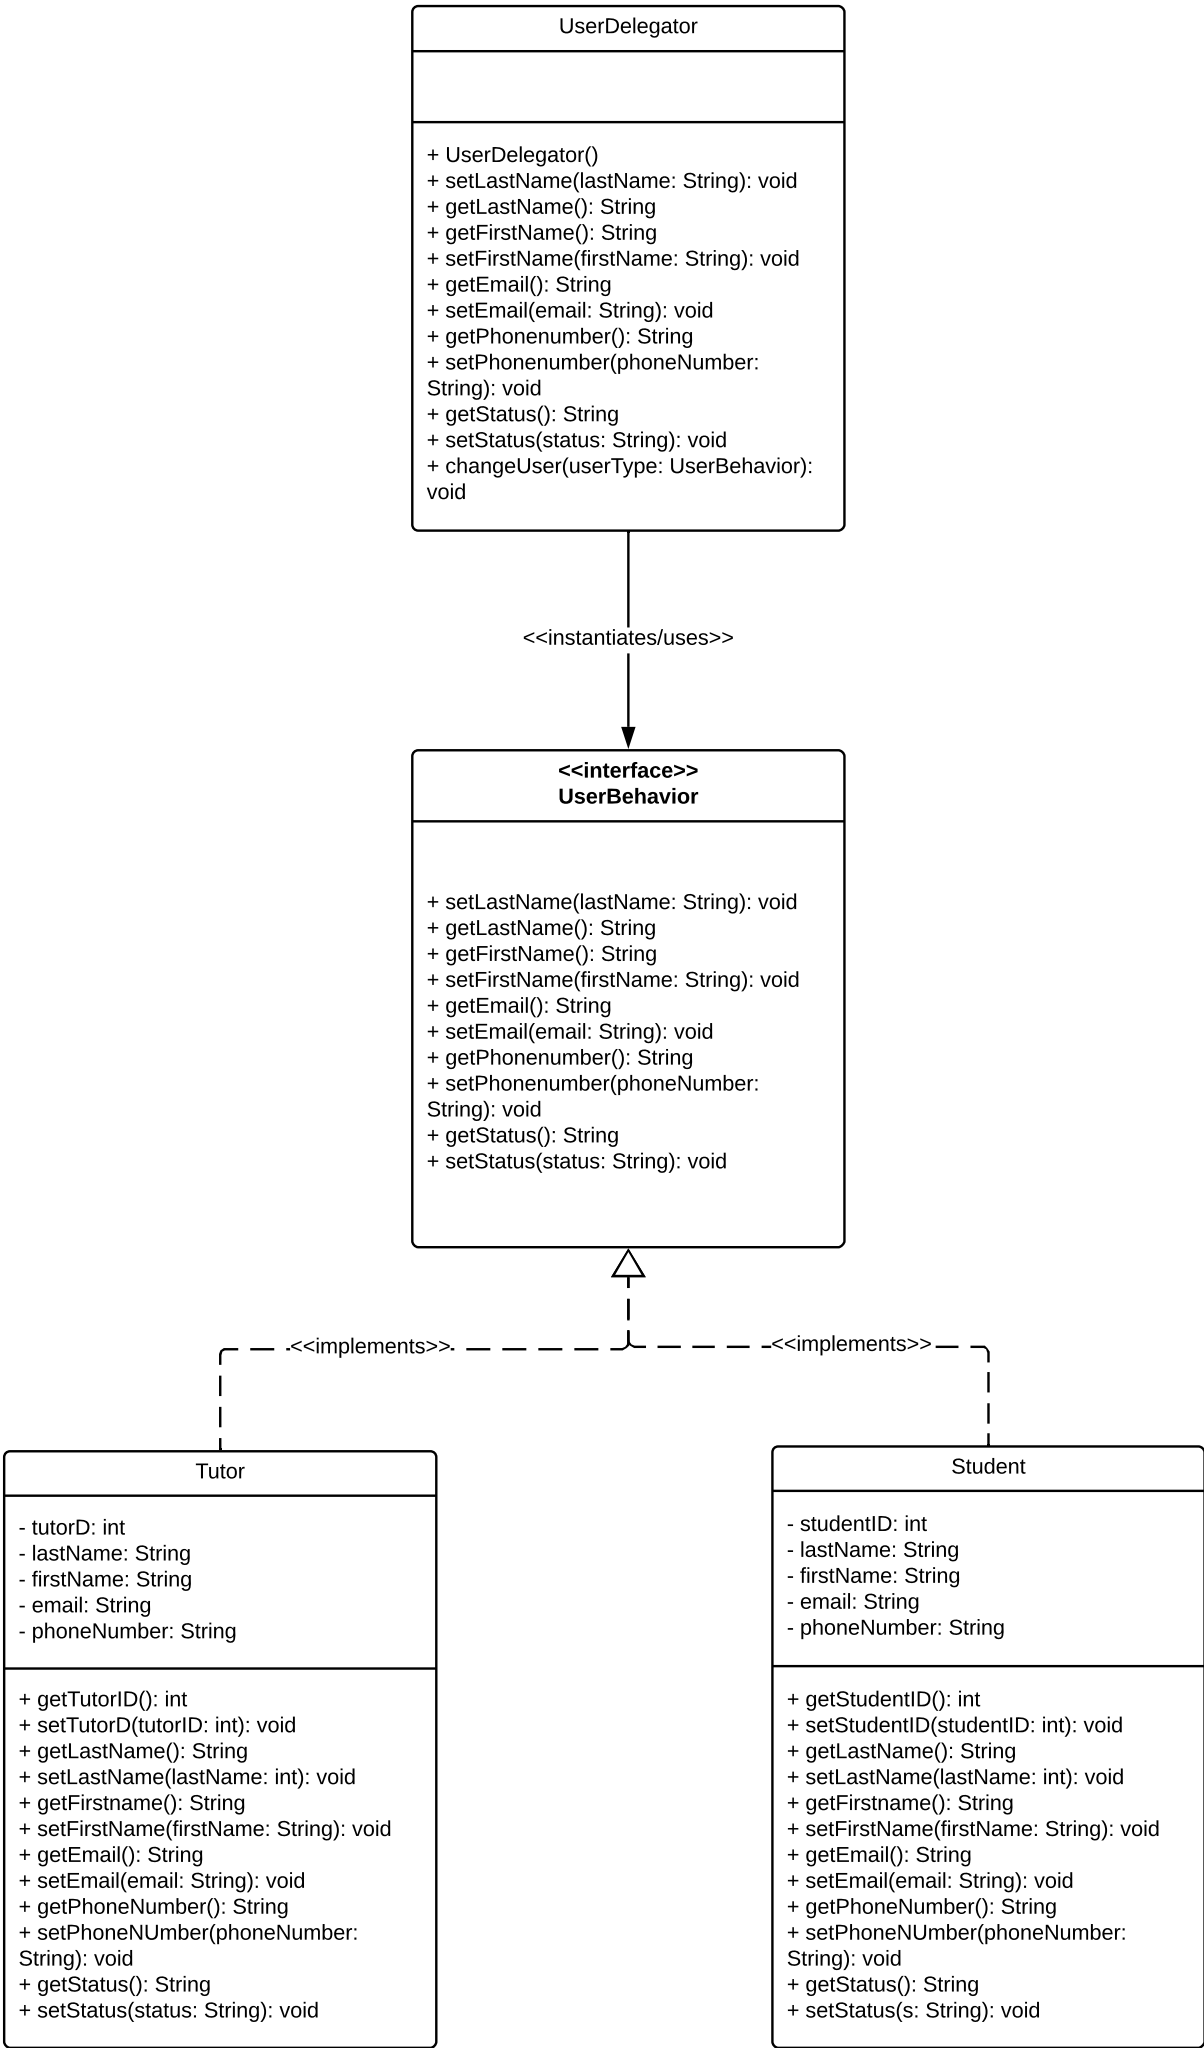 UserDelegator
+ UserDelegator()
+ setLastName(lastName: String): void
+ getLastName(): String
+ getFirstName(): String
+ setFirstName(firstName: String): void
+ getEmail(): String
+ setEmail(email: String): void
+ getPhonenumber(): String
+ setPhonenumber(phoneNumber:
String): void
+ getStatus(): String
+ setStatus(status: String): void
+ changeUser(userType: UserBehavior):
void
<<instantiates/uses>>
<<interface>>
UserBehavior
+ setLastName(lastName: String): void
+ getLastName(): String
+ getFirstName(): String
+ setFirstName(firstName: String): void
+ getEmail(): String
+ setEmail(email: String): void
+ getPhonenumber(): String
+ setPhonenumber(phoneNumber:
String): void
+ getStatus(): String
+ setStatus(status: String): void
<<implements>>
<<implements>>
Tutor
- tutorD: int
- lastName: String
- firstName: String
- email: String
- phoneNumber: String
+ getTutorID(): int
+ setTutorD(tutorID: int): void
+ getLastName(): String
+ setLastName(lastName: int): void
+ getFirstname(): String
+ setFirstName(firstName: String): void
+ getEmail(): String
+ setEmail(email: String): void
+ getPhoneNumber(): String
+ setPhoneNUmber(phoneNumber:
String): void
+ getStatus(): String
+ setStatus(status: String): void
Student
- studentID: int
- lastName: String
- firstName: String
- email: String
- phoneNumber: String
+ getStudentID(): int
+ setStudentID(studentID: int): void
+ getLastName(): String
+ setLastName(lastName: int): void
+ getFirstname(): String
+ setFirstName(firstName: String): void
+ getEmail(): String
+ setEmail(email: String): void
+ getPhoneNumber(): String
+ setPhoneNUmber(phoneNumber:
String): void
+ getStatus(): String
+ setStatus(s: String): void